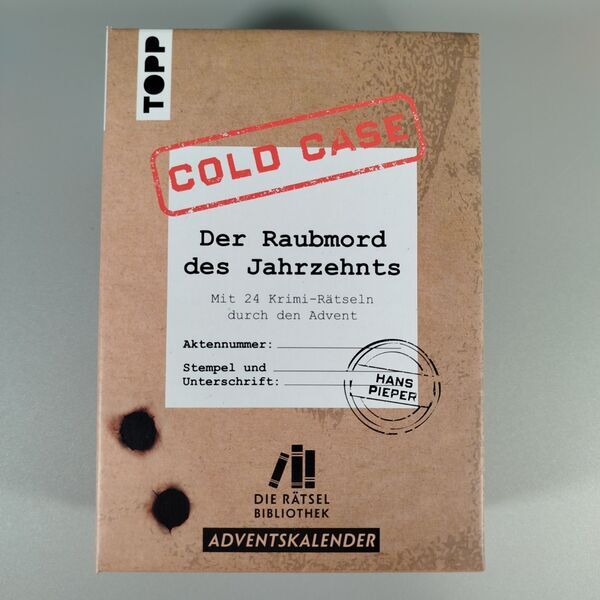 TOPP
COLD CASE
Der Raubmord
des Jahrzehnts
Mit 24 Krimi-Rätseln
durch den Advent
Aktennummer:
Stempel und
Unterschrift:
HANS
PIEPER
DIE RÄTSEL
BIBLIOTHEK
ADVENTSKALENDER